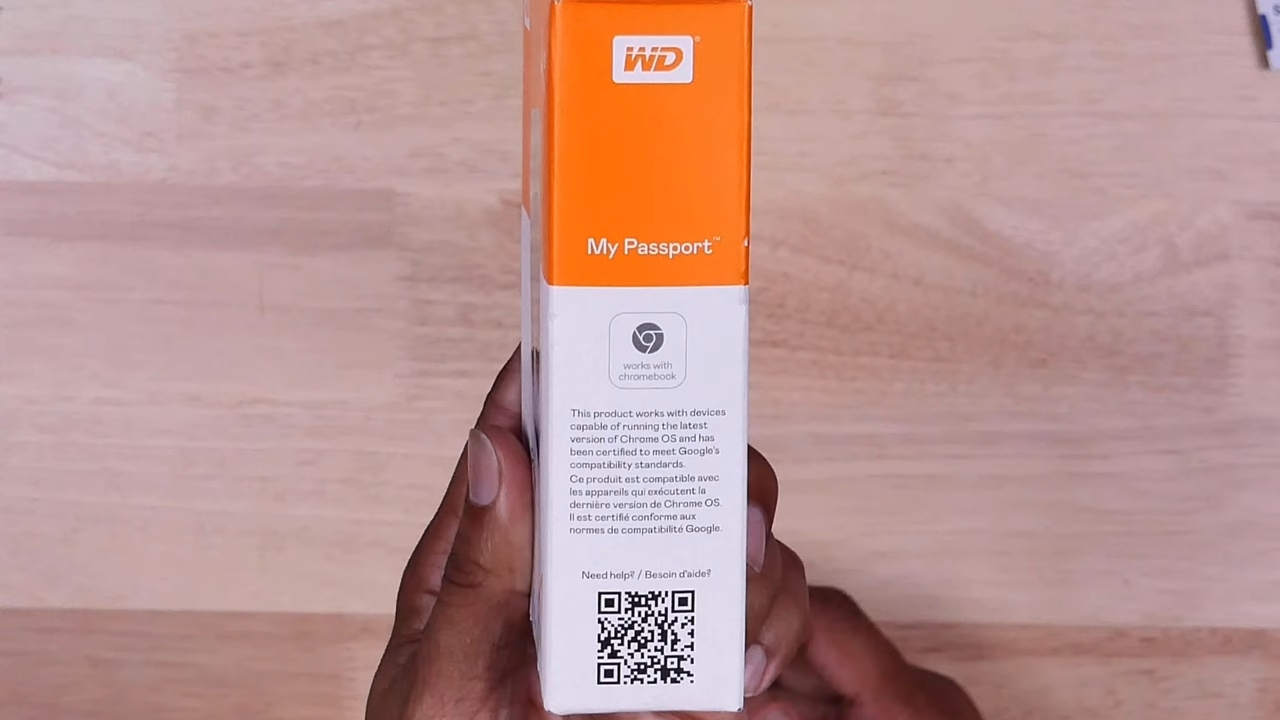 WD®
My Passport™
works with
chromebook
This product works with devices
capable of running the latest
version of Chrome OS and has
been certified to meet Google's
compatibility standards.
Ce produit est compatible avec
les appareils qui exécutent la
dernière version de Chrome OS.
Il est certifié conforme aux
normes de compatibilité Google.
Need help? / Besoin d'aide?